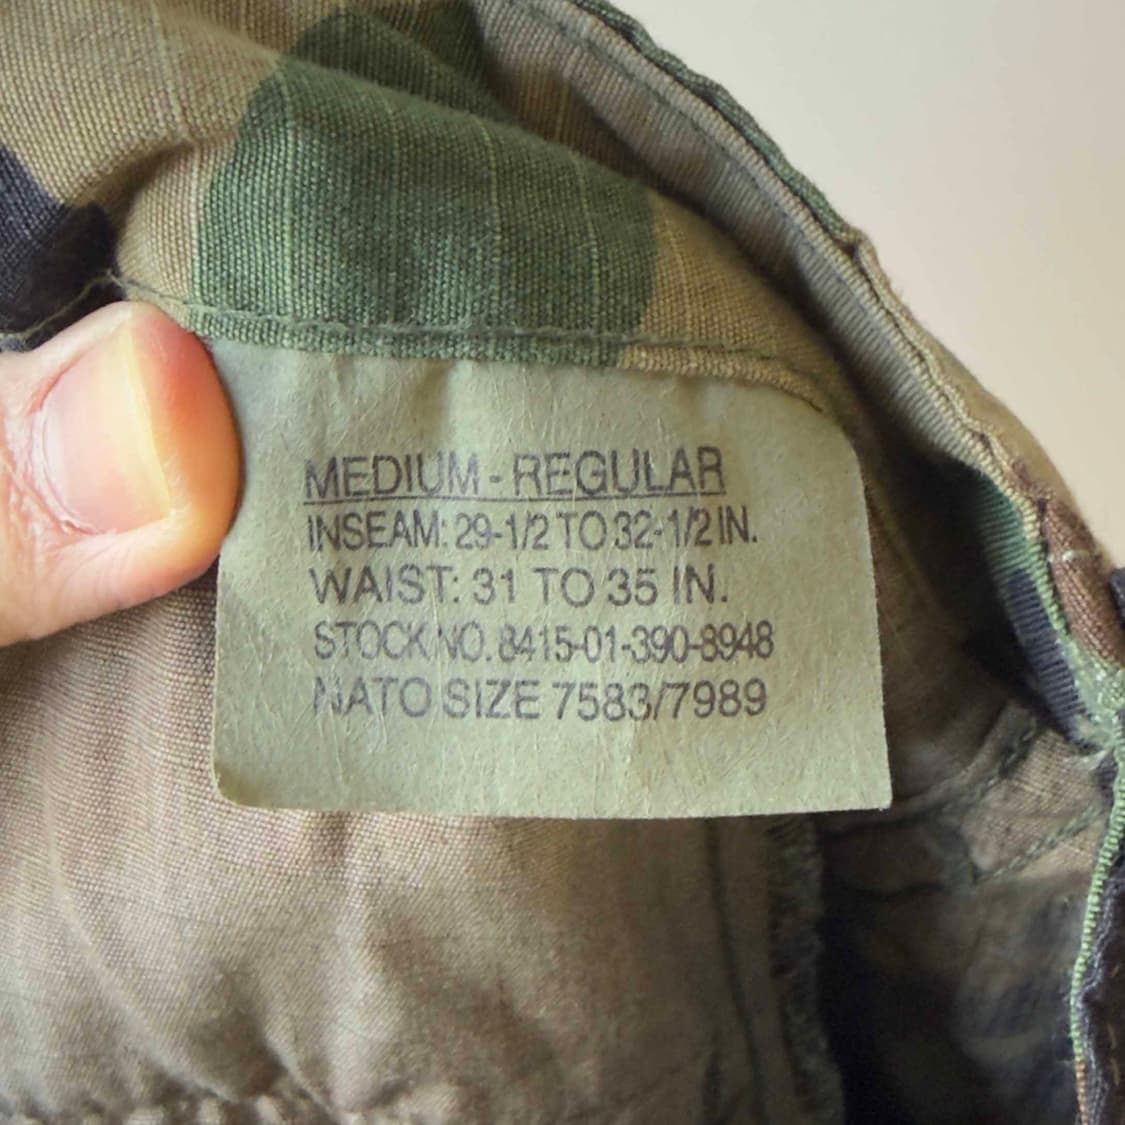 MEDIUM - REGULAR
INSEAM: 29-1/2 TO 32-1/2 IN.
WAIST: 31 TO 35 IN.
STOCK NO. 8415-01-390-8948
NATO SIZE 7583/7989